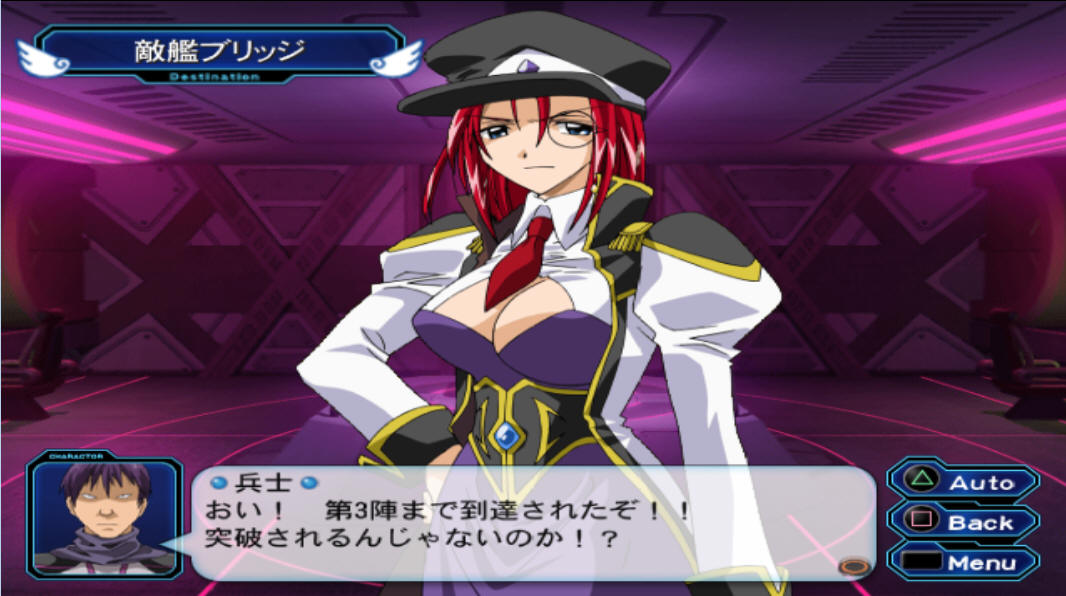 敵艦ブリッジ
Destination
CHARACTOR
兵士
おい！　第3陣まで到達されたぞ！！
突破されるんじゃないのか！？
Auto
Back
Menu